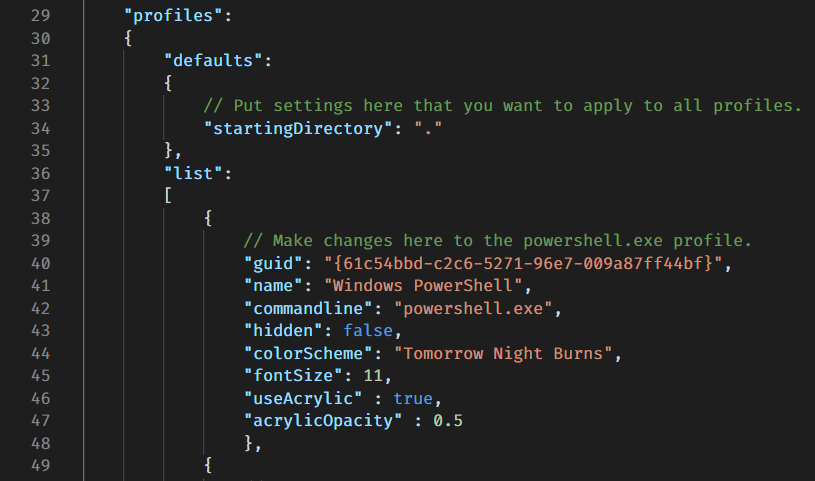 29 "profiles":
30 {
31 "defaults":
32 {
33 // Put settings here that you want to apply to all profiles.
34 "startingDirectory": "."
35 },
36 "list":
37 [
38 {
39 // Make changes here to the powershell.exe profile.
40 "guid": "{61c54bbd-c2c6-5271-96e7-009a87ff44bf}",
41 "name": "Windows PowerShell",
42 "commandline": "powershell.exe",
43 "hidden": false,
44 "colorScheme": "Tomorrow Night Burns",
45 "fontSize": 11,
46 "useAcrylic" : true,
47 "acrylicOpacity" : 0.5
48 },
49 {